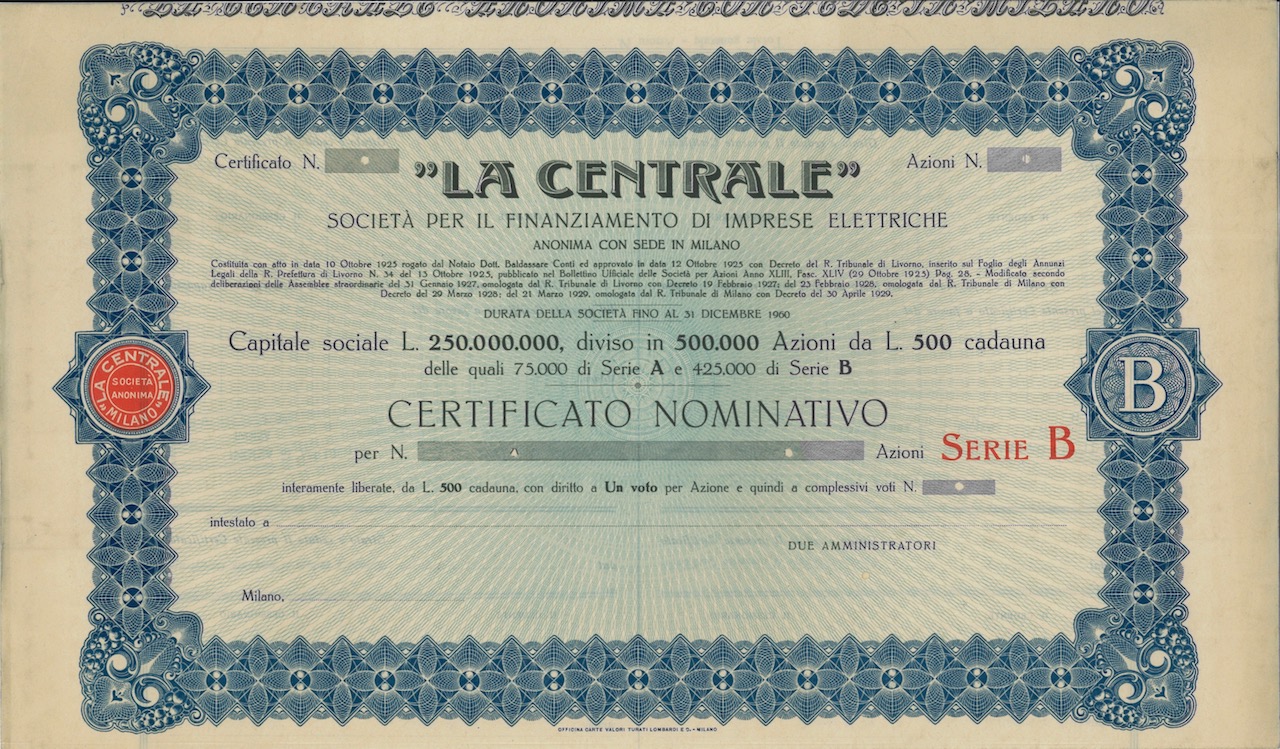 Certificato N.
Azioni N.
"LA CENTRALE"
SOCIETÀ PER IL FINANZIAMENTO DI IMPRESE ELETTRICHE
ANONIMA CON SEDE IN MILANO
Costituita con atto in data 10 Ottobre 1925 rogato dal Notaio Dott. Baldassare Conti ed approvato in data 12 Ottobre 1925 con Decreto del R. Tribunale di Livorno, inserito sul Foglio degli Annunzi
Legali della R. Prefettura di Livorno N. 34 del 13 Ottobre 1925, pubblicato nel Bollettino Ufficiale delle Società per Azioni Anno XLIII, Fasc. XLIV (29 Ottobre 1925) Pag. 28. - Modificato secondo
deliberazioni delle Assemblee straordinarie del 31 Gennaio 1927, omologata dal R. Tribunale di Livorno con Decreto 19 Febbraio 1927; del 23 Febbraio 1928, omologata dal R. Tribunale di Milano con
Decreto del 29 Marzo 1928; del 21 Marzo 1929, omologata dal R. Tribunale di Milano con Decreto del 30 Aprile 1929.
DURATA DELLA SOCIETÀ FINO AL 31 DICEMBRE 1960
Capitale sociale L. 250.000.000, diviso in 500.000 Azioni da L. 500 cadauna
delle quali 75.000 di Serie A e 425.000 di Serie B
"LA CENTRALE"
SOCIETÀ
ANONIMA
MILANO
B
CERTIFICATO NOMINATIVO
per N.
Azioni SERIE B
interamente liberate, da L. 500 cadauna, con diritto a Un voto per Azione e quindi a complessivi voti N.
intestato a
DUE AMMINISTRATORI
Milano,
OFFICINA CARTE VALORI TURATI LOMBARDI E C. - MILANO